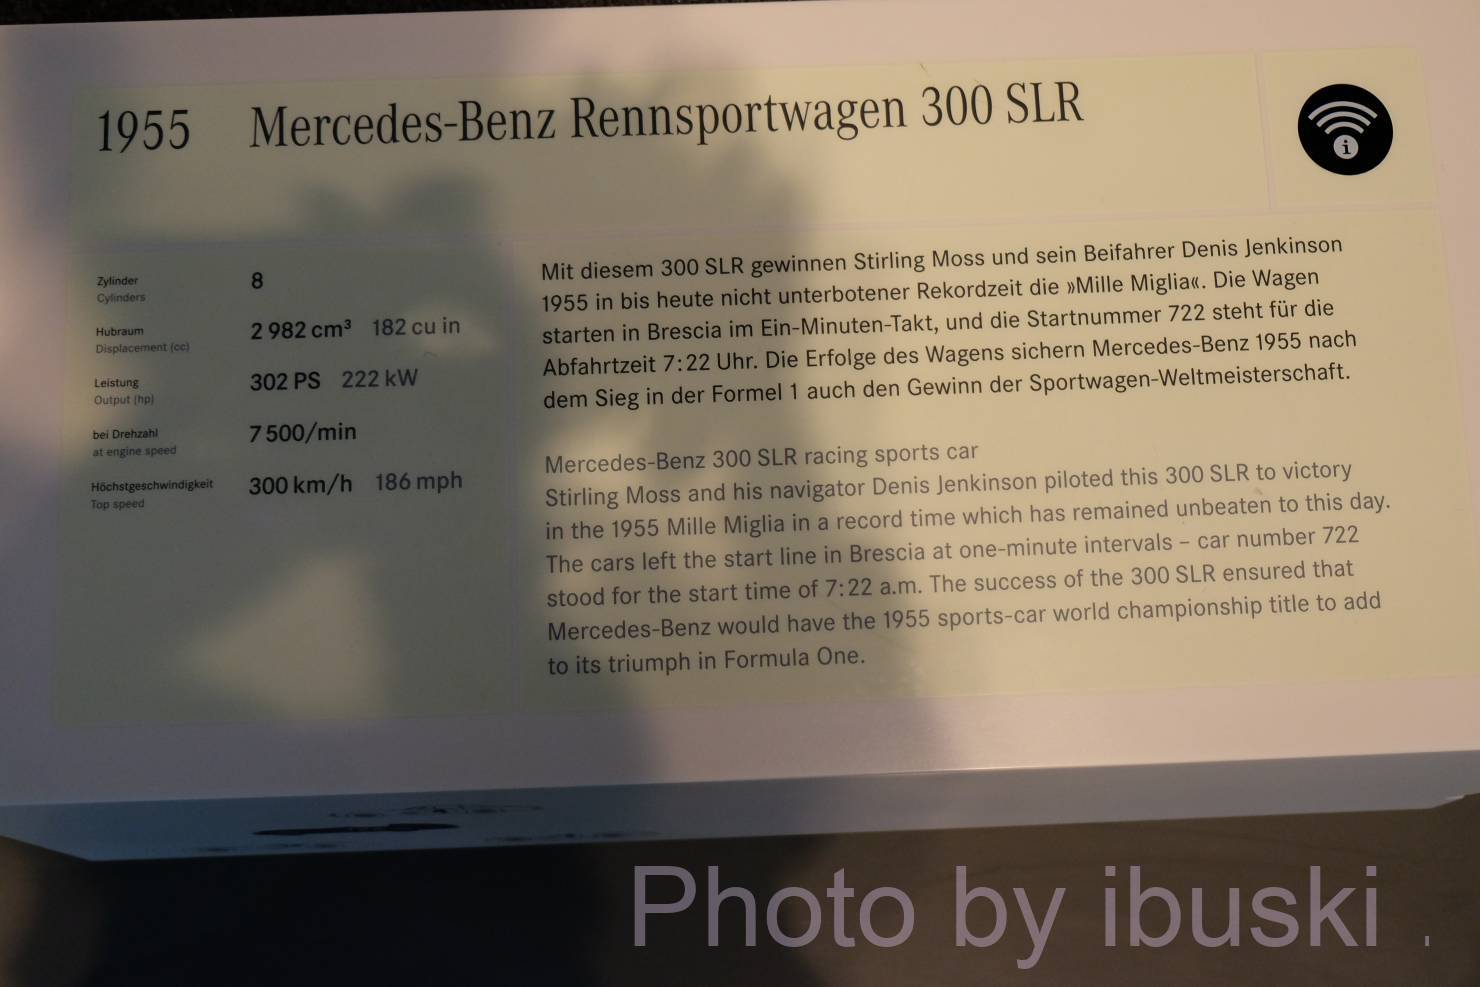 1955 Mercedes-Benz Rennsportwagen 300 SLR
i
Zylinder 8
Cylinders
Hubraum 2 982 cm³ 182 cu in
Displacement (cc)
Leistung 302 PS 222 kW
Output (hp)
bei Drehzahl 7 500/min
at engine speed
Höchstgeschwindigkeit 300 km/h 186 mph
Top speed
Mit diesem 300 SLR gewinnen Stirling Moss und sein Beifahrer Denis Jenkinson
1955 in bis heute nicht unterbotener Rekordzeit die »Mille Miglia«. Die Wagen
starten in Brescia im Ein-Minuten-Takt, und die Startnummer 722 steht für die
Abfahrtzeit 7:22 Uhr. Die Erfolge des Wagens sichern Mercedes-Benz 1955 nach
dem Sieg in der Formel 1 auch den Gewinn der Sportwagen-Weltmeisterschaft.
Mercedes-Benz 300 SLR racing sports car
Stirling Moss and his navigator Denis Jenkinson piloted this 300 SLR to victory
in the 1955 Mille Miglia in a record time which has remained unbeaten to this day.
The cars left the start line in Brescia at one-minute intervals – car number 722
stood for the start time of 7:22 a.m. The success of the 300 SLR ensured that
Mercedes-Benz would have the 1955 sports-car world championship title to add
to its triumph in Formula One.
Photo by ibuski .